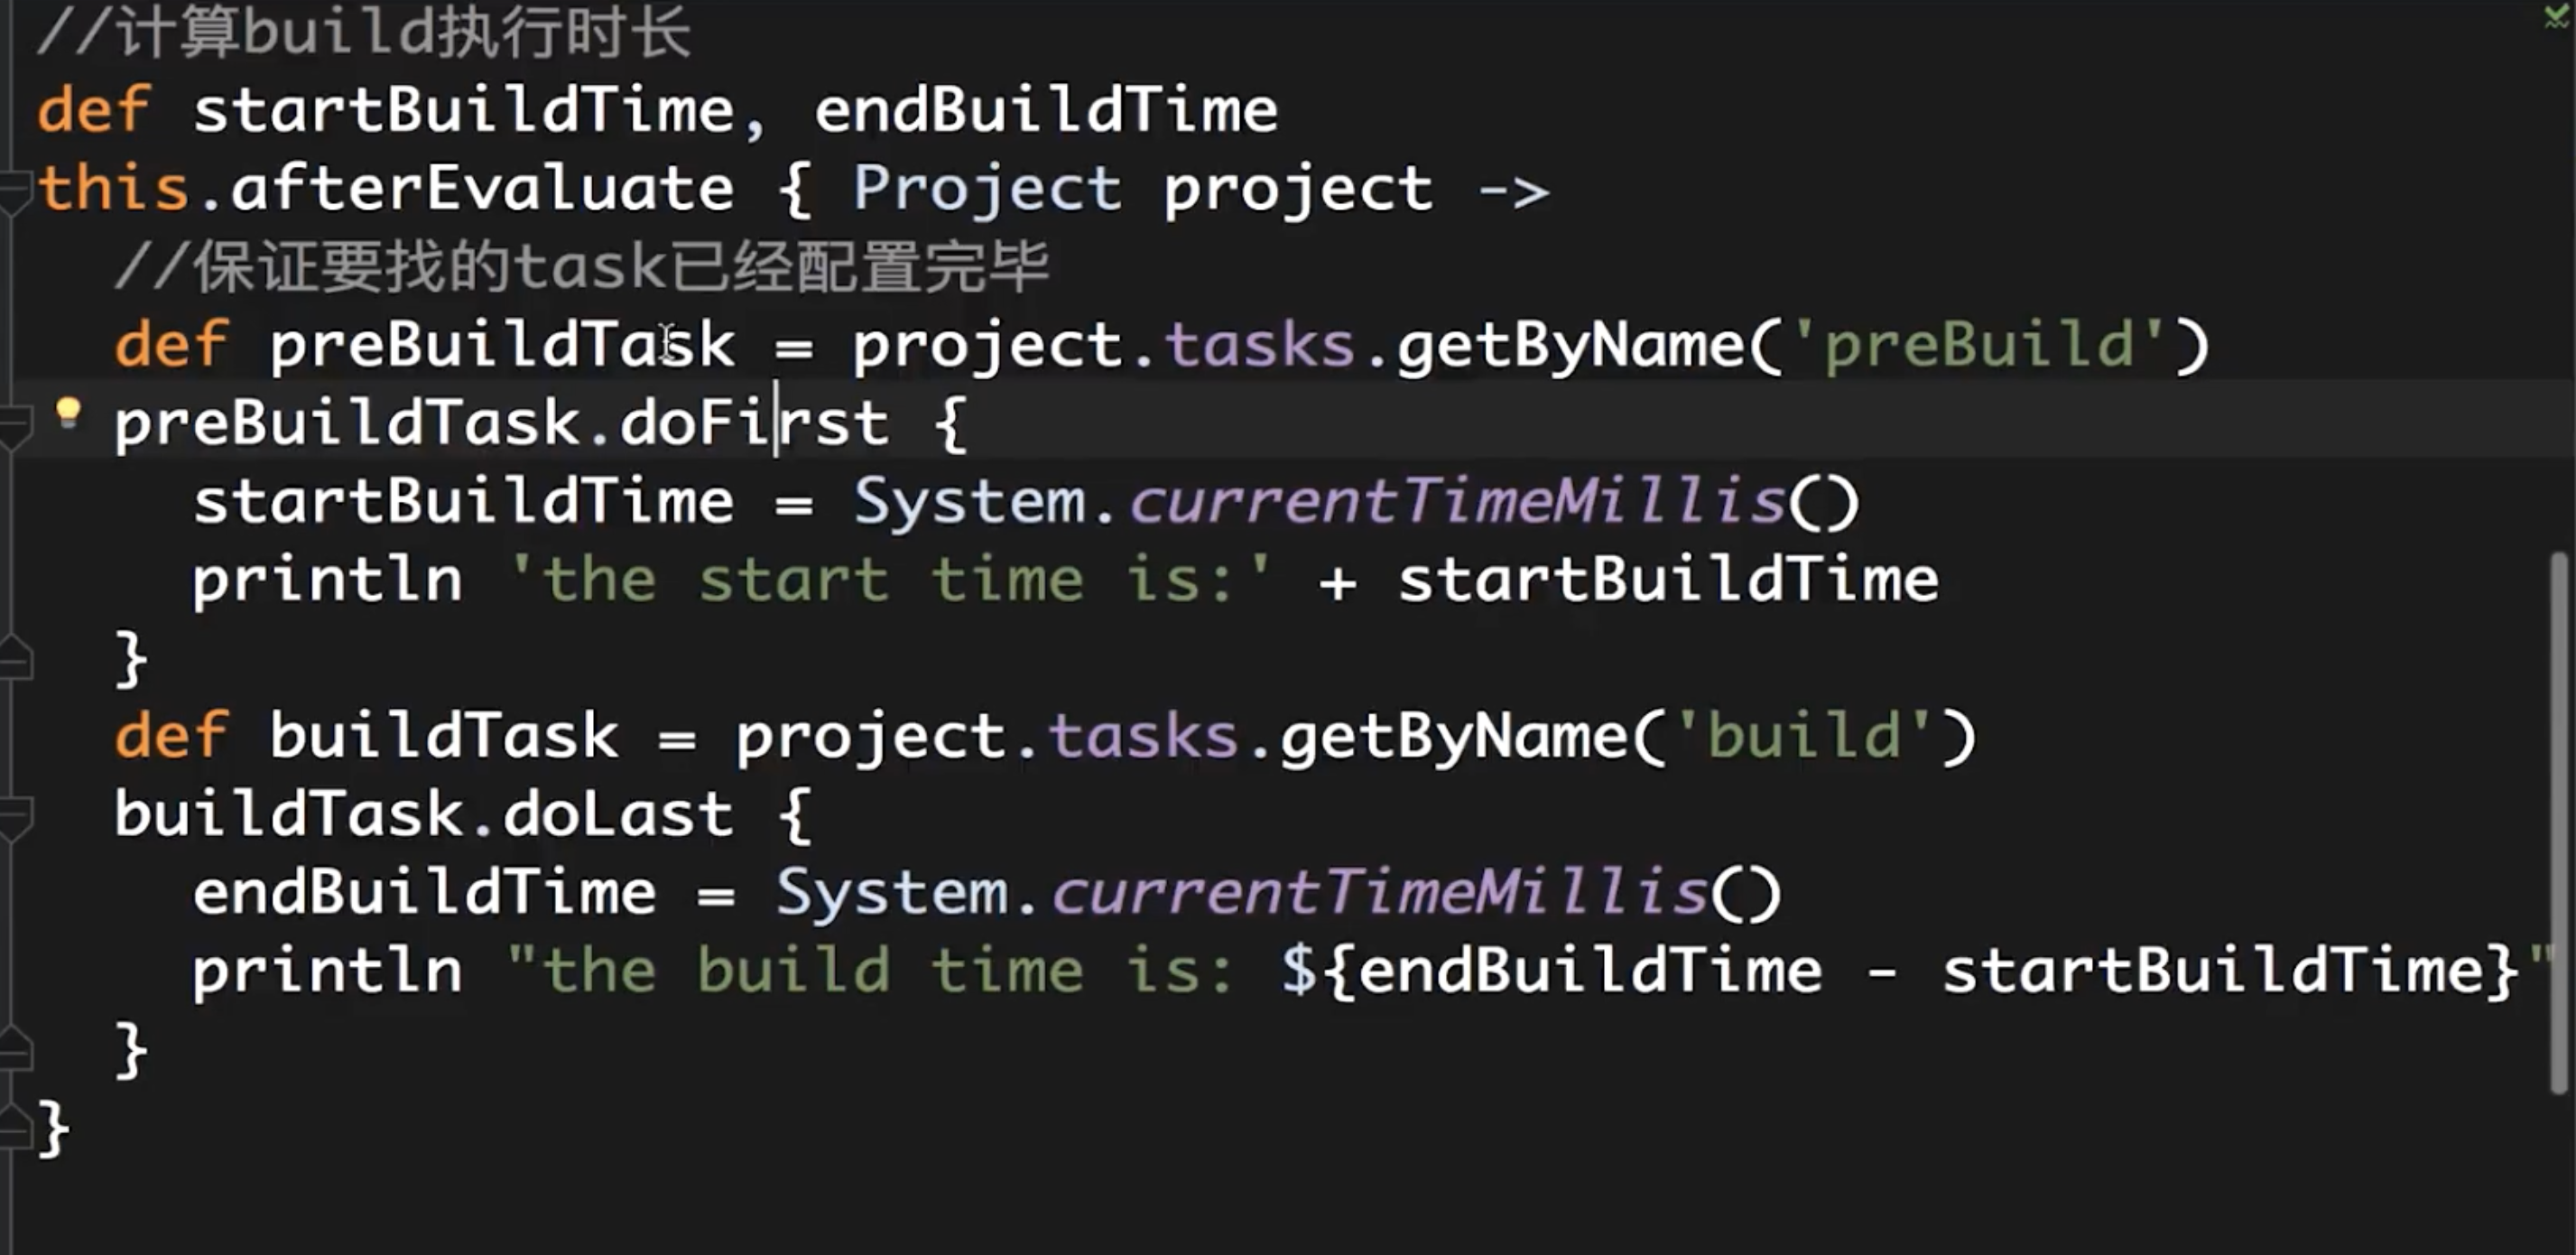 //计算build执行时长
def startBuildTime, endBuildTime
this.afterEvaluate { Project project ->
//保证要找的task已经配置完毕
def preBuildTask = project.tasks.getByName('preBuild')
preBuildTask.doFirst {
startBuildTime = System.currentTimeMillis()
println 'the start time is:' + startBuildTime
}
def buildTask = project.tasks.getByName('build')
buildTask.doLast {
endBuildTime = System.currentTimeMillis()
println "the build time is: ${endBuildTime - startBuildTime}"
}
}